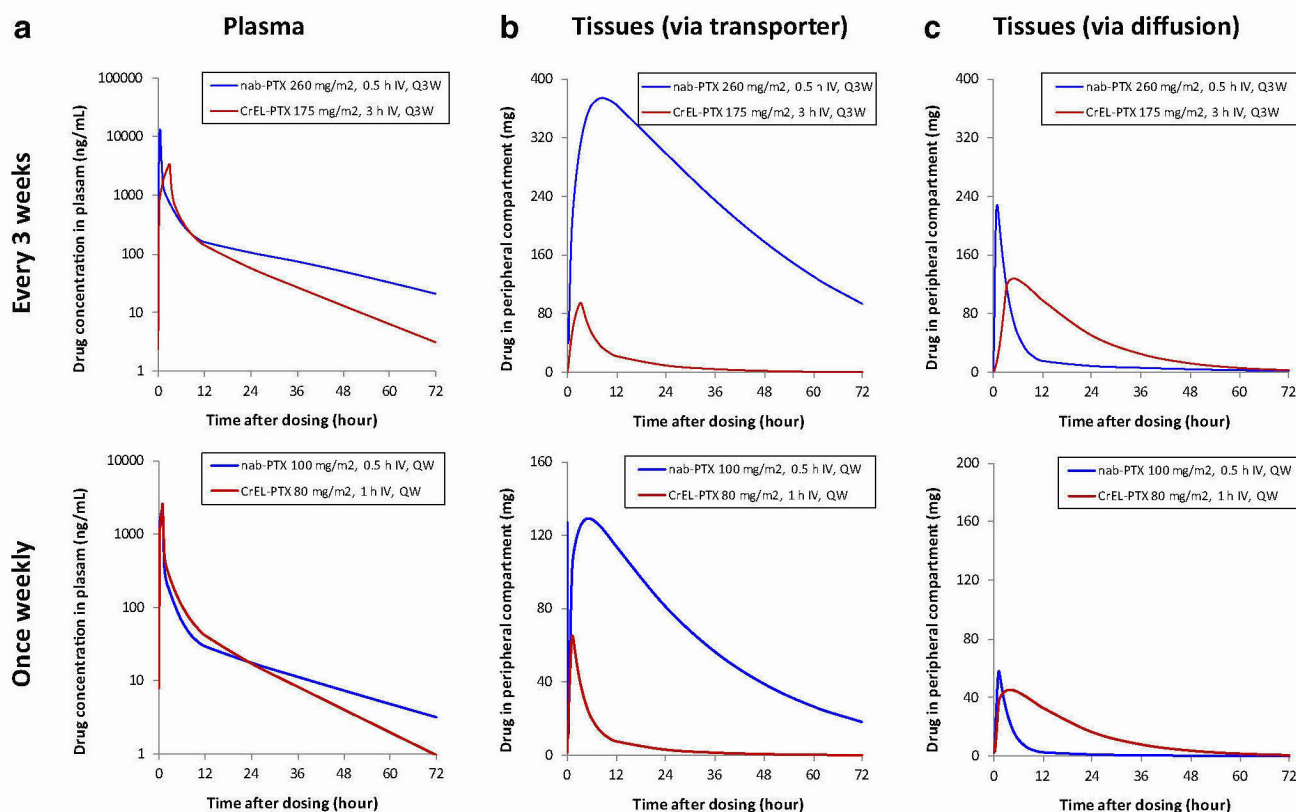 a Plasma
b Tissues (via transporter)
c Tissues (via diffusion)
Every 3 weeks
Drug concentration in plasam (ng/mL)
100000
10000
1000
100
10
1
nab-PTX 260 mg/m2, 0.5 h IV, Q3W
CrEL-PTX 175 mg/m2, 3 h IV, Q3W
0 12 24 36 48 60 72
Time after dosing (hour)
Drug in peripheral compartment (mg)
400
320
240
160
80
0
nab-PTX 260 mg/m2, 0.5 h IV, Q3W
CrEL-PTX 175 mg/m2, 3 h IV, Q3W
0 12 24 36 48 60 72
Time after dosing (hour)
Drug in peripheral compartment (mg)
400
320
240
160
80
0
nab-PTX 260 mg/m2, 0.5 h IV, Q3W
CrEL-PTX 175 mg/m2, 3 h IV, Q3W
0 12 24 36 48 60 72
Time after dosing (hour)
Once weekly
Drug concentration in plasam (ng/mL)
10000
1000
100
10
1
nab-PTX 100 mg/m2, 0.5 h IV, QW
CrEL-PTX 80 mg/m2, 1 h IV, QW
0 12 24 36 48 60 72
Time after dosing (hour)
Drug in peripheral compartment (mg)
160
120
80
40
0
nab-PTX 100 mg/m2, 0.5 h IV, QW
CrEL-PTX 80 mg/m2, 1 h IV, QW
0 12 24 36 48 60 72
Time after dosing (hour)
Drug in peripheral compartment (mg)
200
160
120
80
40
0
nab-PTX 100 mg/m2, 0.5 h IV, QW
CrEL-PTX 80 mg/m2, 1 h IV, QW
0 12 24 36 48 60 72
Time after dosing (hour)